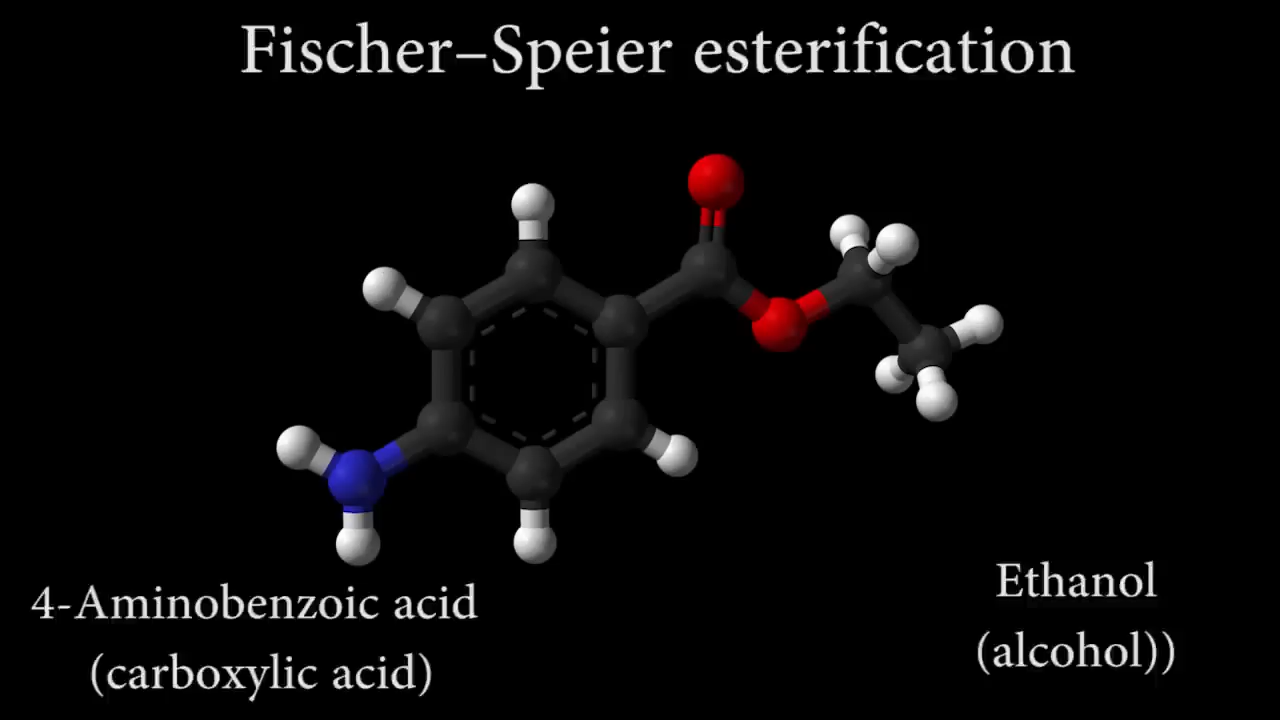 Fischer–Speier esterification
4-Aminobenzoic acid
(carboxylic acid)
Ethanol
(alcohol))